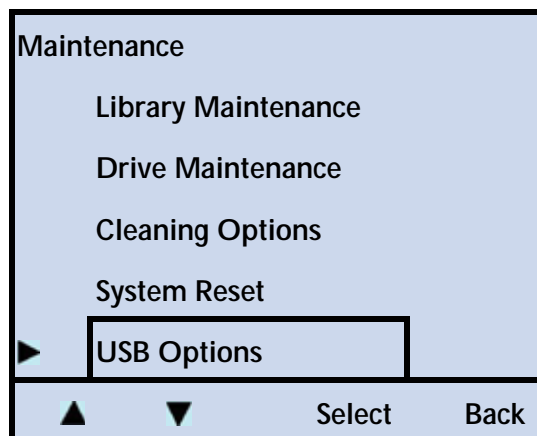 Maintenance
Library Maintenance
Drive Maintenance
Cleaning Options
System Reset
USB Options
Select Back